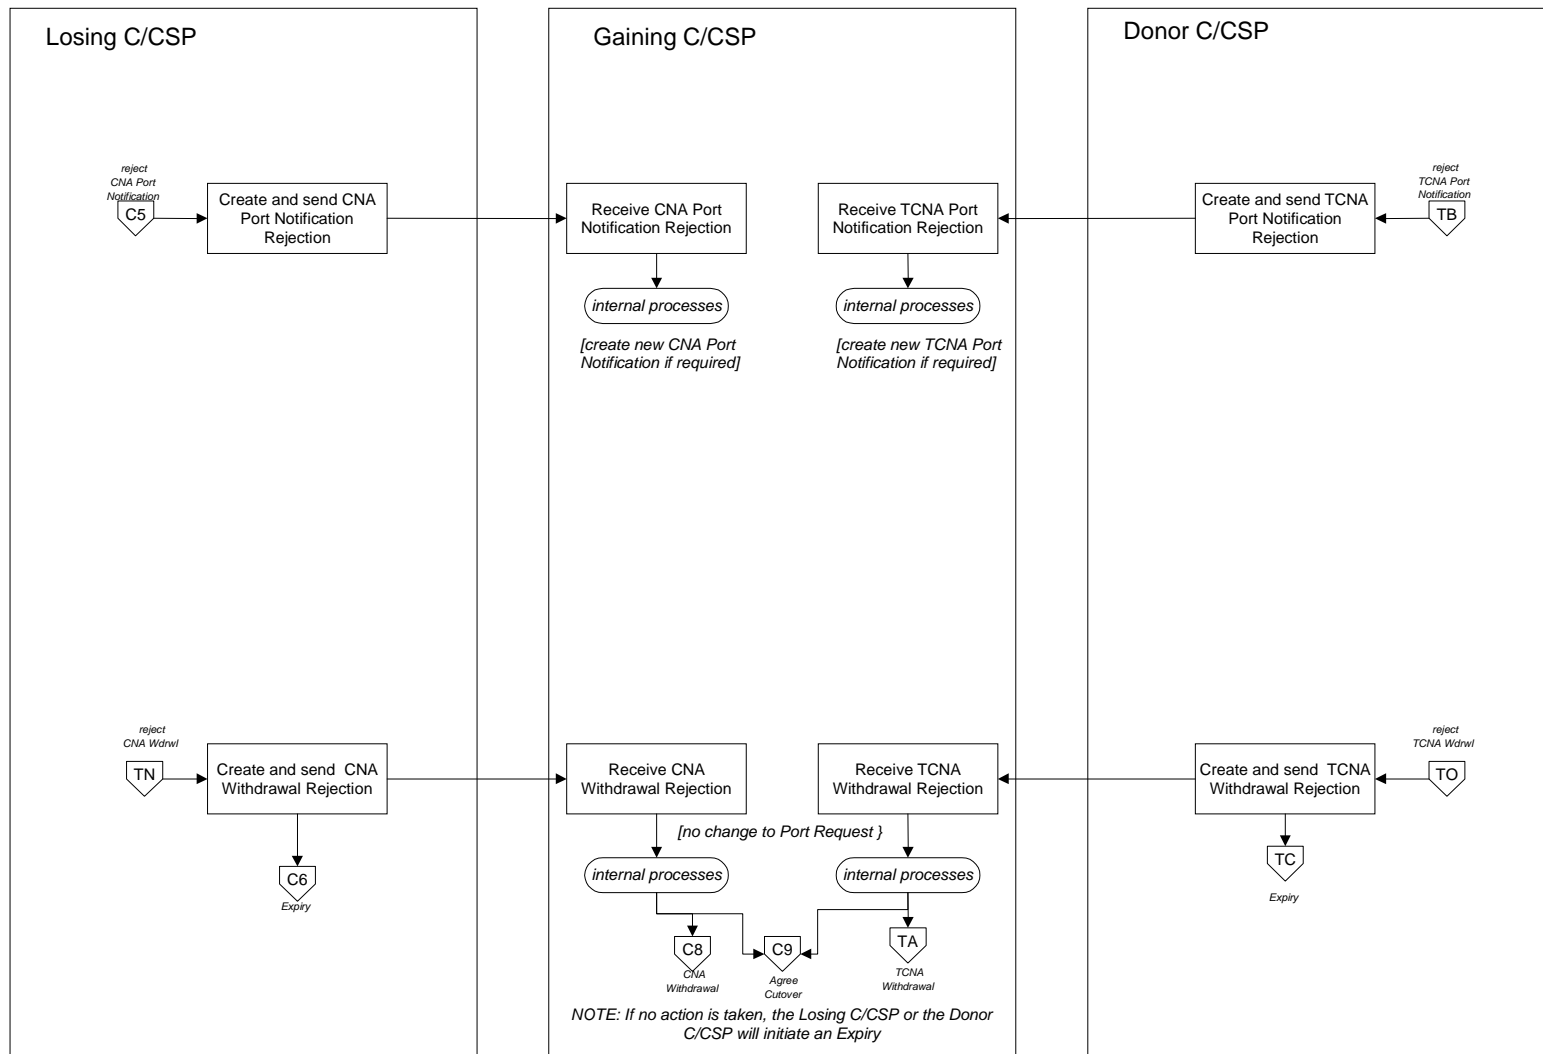 Losing C/CSP
Gaining C/CSP
Donor C/CSP
reject
CNA Port
Notification
C5
Create and send CNA
Port Notification
Rejection
Receive CNA Port
Notification Rejection
Receive TCNA Port
Notification Rejection
Create and send TCNA
Port Notification
Rejection
reject
TCNA Port
Notification
TB
internal processes
internal processes
[create new CNA Port
Notification if required]
[create new TCNA Port
Notification if required]
reject
CNA Wdrwl
TN
Create and send CNA
Withdrawal Rejection
Receive CNA
Withdrawal Rejection
Receive TCNA
Withdrawal Rejection
Create and send TCNA
Withdrawal Rejection
reject
TCNA Wdrwl
TO
[no change to Port Request }
C6
Expiry
internal processes
internal processes
TC
Expiry
C8
CNA
Withdrawal
C9
Agree
Cutover
TA
TCNA
Withdrawal
NOTE: If no action is taken, the Losing C/CSP or the Donor
C/CSP will initiate an Expiry